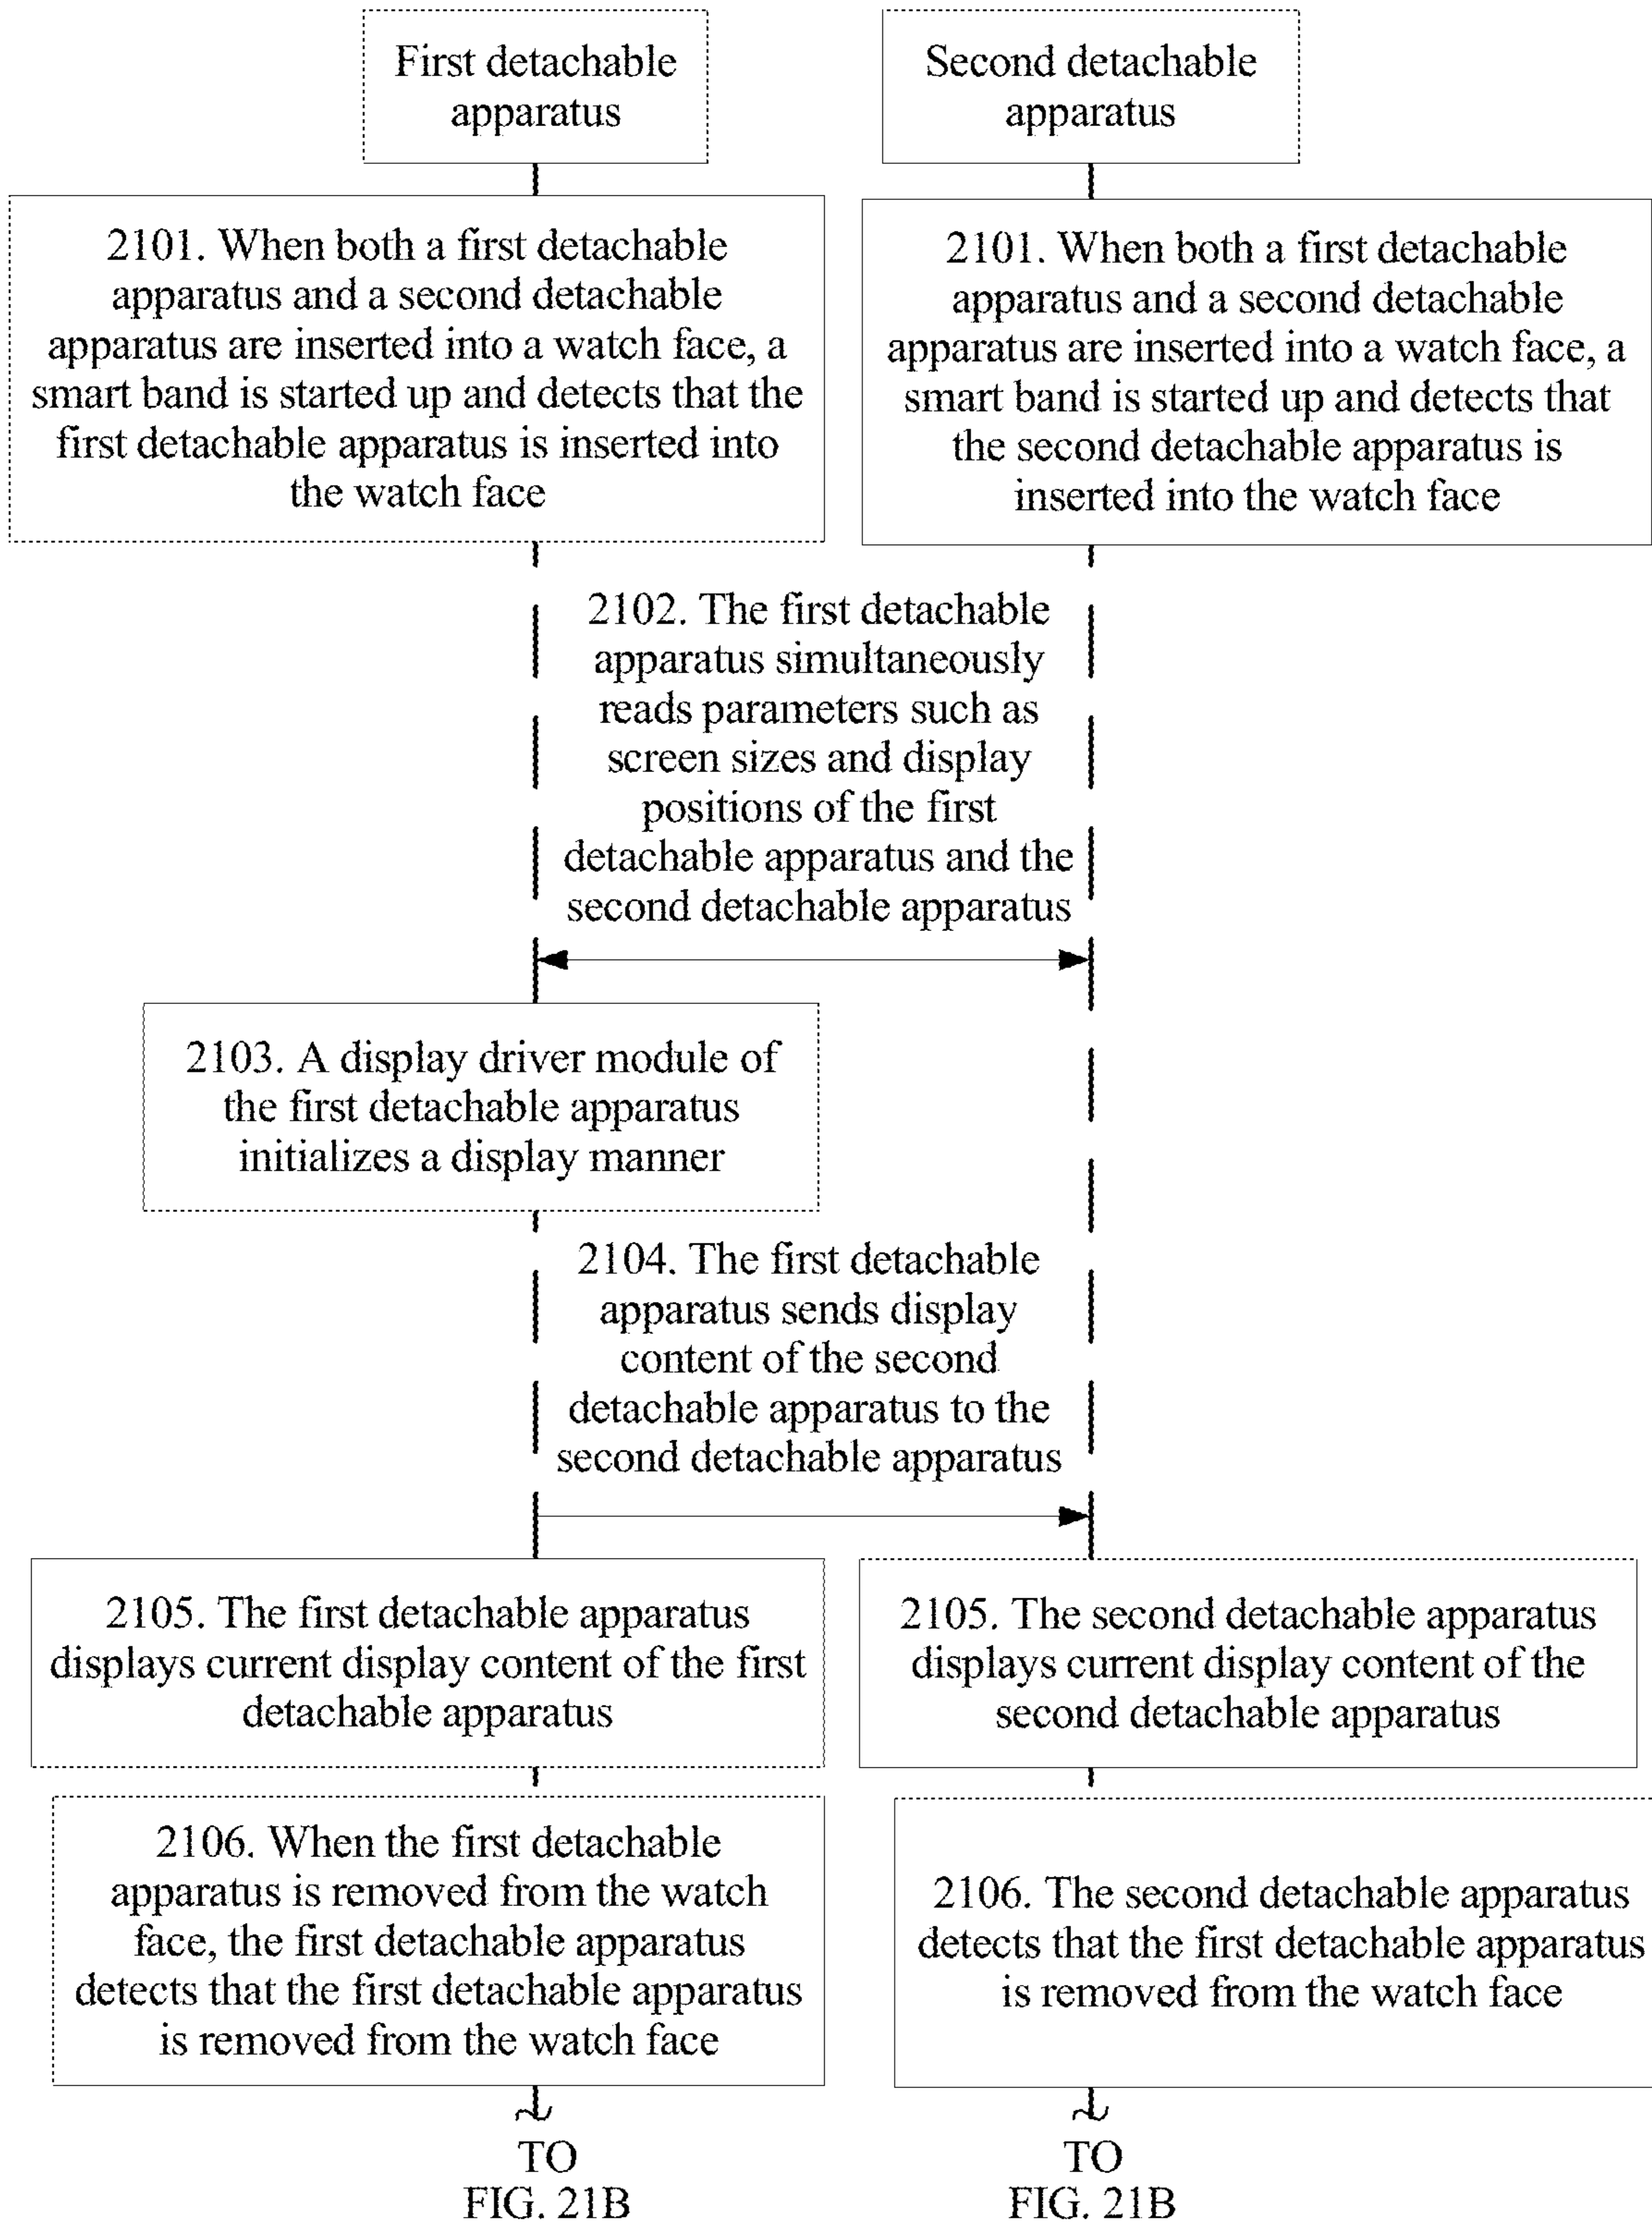 First detachable
apparatus
Second detachable
apparatus
2101. When both a first detachable
apparatus and a second detachable
apparatus are inserted into a watch face, a
smart band is started up and detects that the
first detachable apparatus is inserted into
the watch face
2101. When both a first detachable
apparatus and a second detachable
apparatus are inserted into a watch face, a
smart band is started up and detects that
the second detachable apparatus is
inserted into the watch face
2102. The first detachable
apparatus simultaneously
reads parameters such as
screen sizes and display
positions of the first
detachable apparatus and the
second detachable apparatus
2103. A display driver module of
the first detachable apparatus
initializes a display manner
2104. The first detachable
apparatus sends display
content of the second
detachable apparatus to the
second detachable apparatus
2105. The first detachable apparatus
displays current display content of the first
detachable apparatus
2105. The second detachable apparatus
displays current display content of the
second detachable apparatus
2106. When the first detachable
apparatus is removed from the watch
face, the first detachable apparatus
detects that the first detachable apparatus
is removed from the watch face
2106. The second detachable apparatus
detects that the first detachable apparatus
is removed from the watch face
TO
FIG. 21B
TO
FIG. 21B